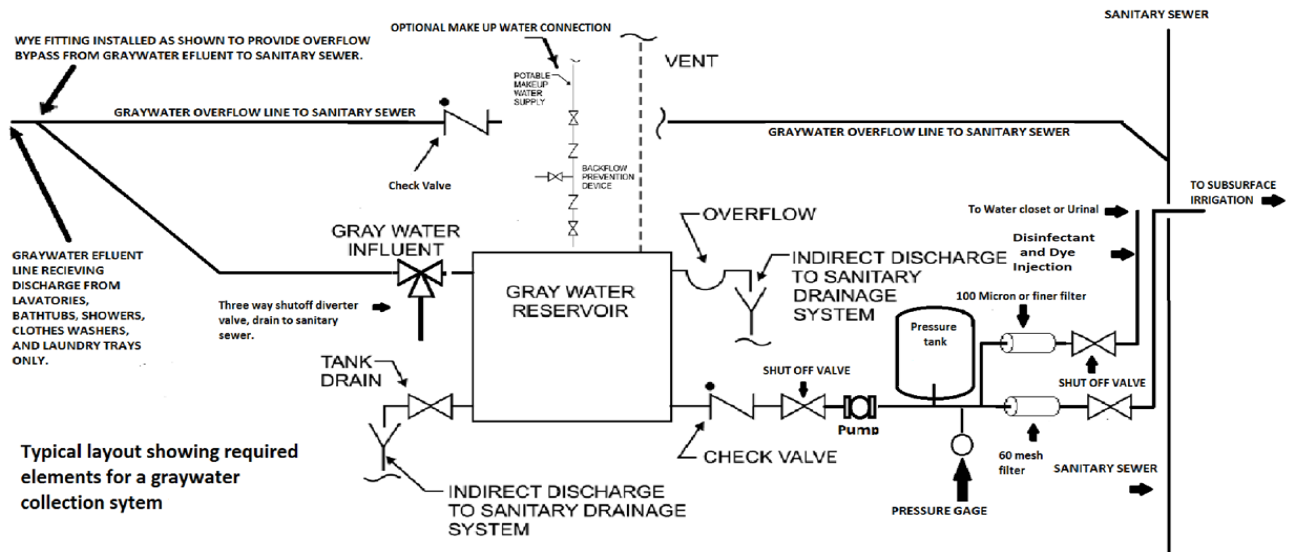 SANITARY SEWER
OPTIONAL MAKE UP WATER CONNECTION
WYE FITTING INSTALLED AS SHOWN TO PROVIDE OVERFLOW
BYPASS FROM GRAYWATER EFLUENT TO SANITARY SEWER.
VENT
POTABLE
MAKEUP
WATER
SUPPLY
GRAYWATER OVERFLOW LINE TO SANITARY SEWER
GRAYWATER OVERFLOW LINE TO SANITARY SEWER
Check Valve
BACKFLOW
PREVENTION
DEVICE
TO SUBSURFACE
IRRIGATION
To Water closet or Urinal
OVERFLOW
GRAY WATER
INFLUENT
Disinfectant
and Dye
Injection
GRAYWATER EFLUENT
LINE RECIEVING
DISCHARGE FROM
LAVATORIES,
BATHTUBS, SHOWERS,
CLOTHES WASHERS,
AND LAUNDRY TRAYS
ONLY.
INDIRECT DISCHARGE
TO SANITARY
DRAINAGE
SYSTEM
GRAY WATER
RESERVOIR
100 Micron or finer filter
Three way shutoff diverter
valve, drain to sanitary
sewer.
Pressure
tank
TANK
DRAIN
SHUT OFF VALVE
SHUT OFF VALVE
Pump
CHECK VALVE
60 mesh
filter
SANITARY SEWER
Typical layout showing required
elements for a graywater
collection sytem
INDIRECT DISCHARGE
TO SANITARY DRAINAGE
SYSTEM
PRESSURE GAGE